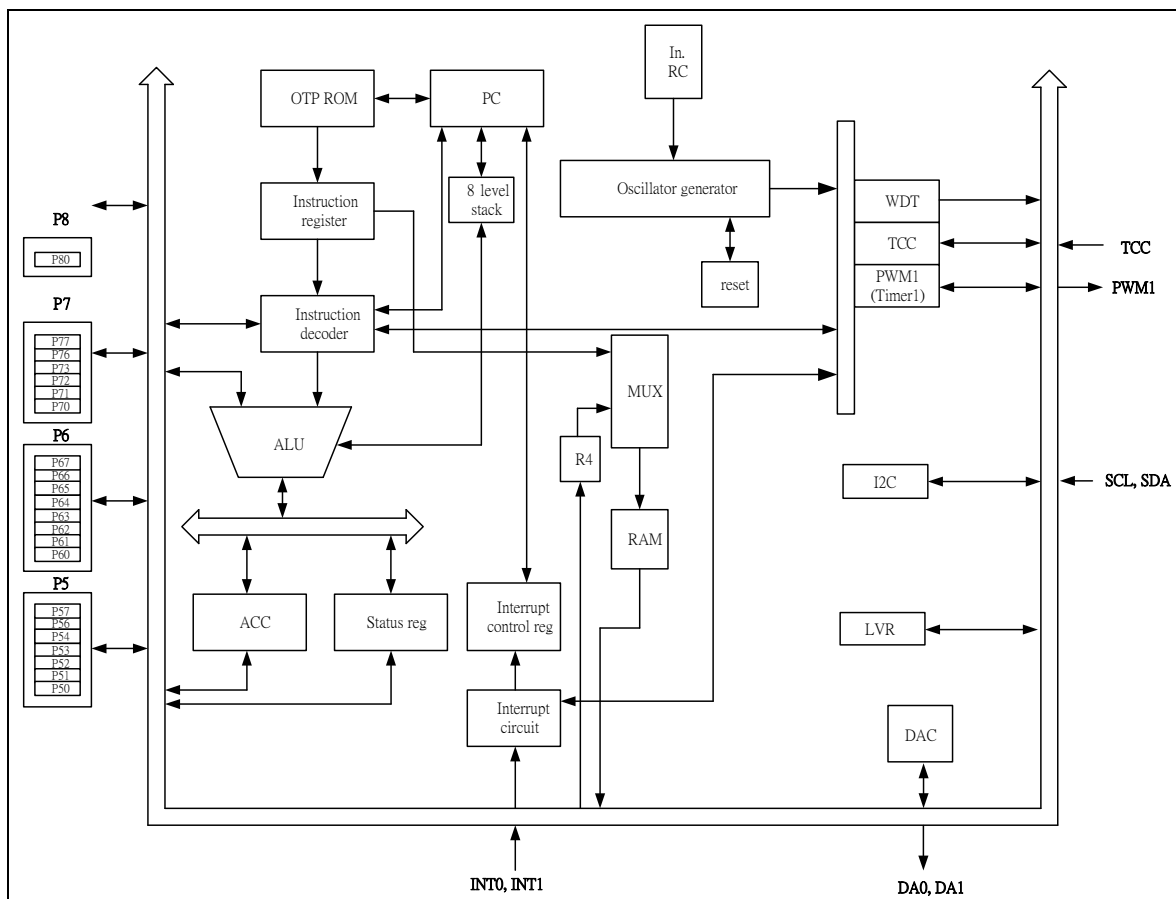 P8
P80
P7
P77
P76
P73
P72
P71
P70
P6
P67
P66
P65
P64
P63
P62
P61
P60
P5
P57
P56
P54
P53
P52
P51
P50
OTP ROM
PC
In.
RC
Instruction
register
8 level
stack
Oscillator generator
WDT
TCC
PWM1
(Timer1)
reset
TCC
PWM1
Instruction
decoder
MUX
ALU
R4
I2C
SCL, SDA
RAM
ACC
Status reg
Interrupt
control reg
LVR
Interrupt
circuit
DAC
INT0, INT1
DA0, DA1